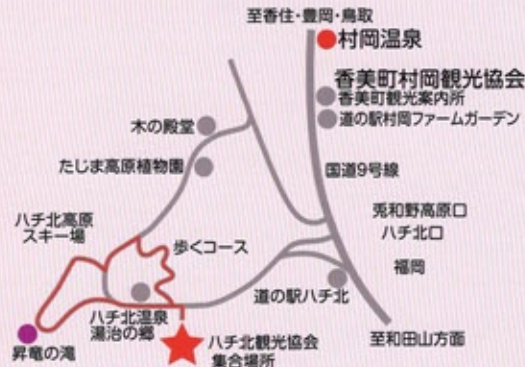 至香住・豊岡・鳥取
村岡温泉
香美町村岡観光協会
香美町観光案内所
道の駅村岡ファームガーデン
木の殿堂
たじま高原植物園
国道9号線
兎和野高原口
ハチ北口
福岡
ハチ北高原
スキー場
歩くコース
ハチ北温泉
湯治の郷
道の駅ハチ北
昇竜の滝
ハチ北観光協会
集合場所
至和田山方面